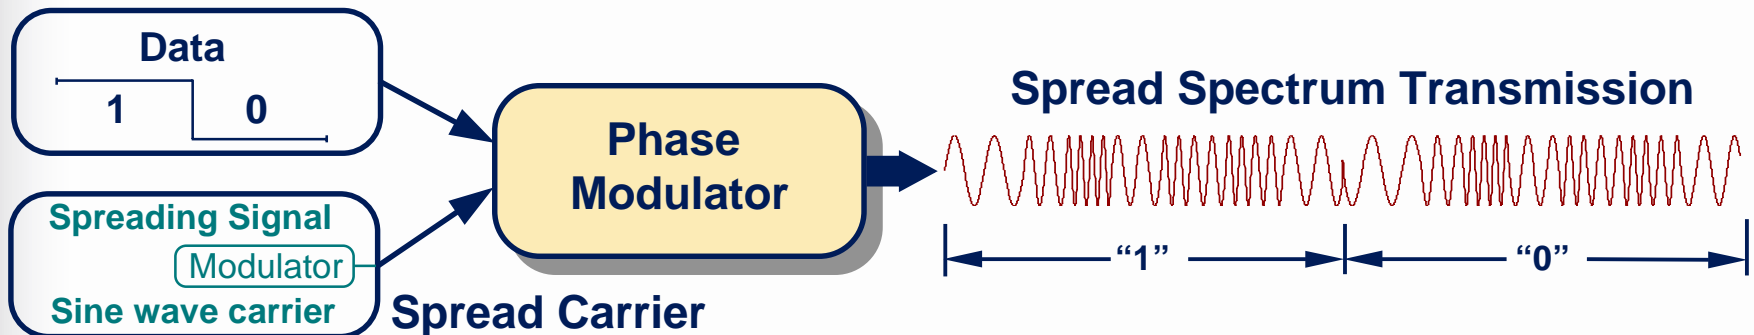 Data
1 0
Spreading Signal
Modulator
Sine wave carrier
Spread Carrier
Phase
Modulator
Spread Spectrum Transmission
“1” “0”